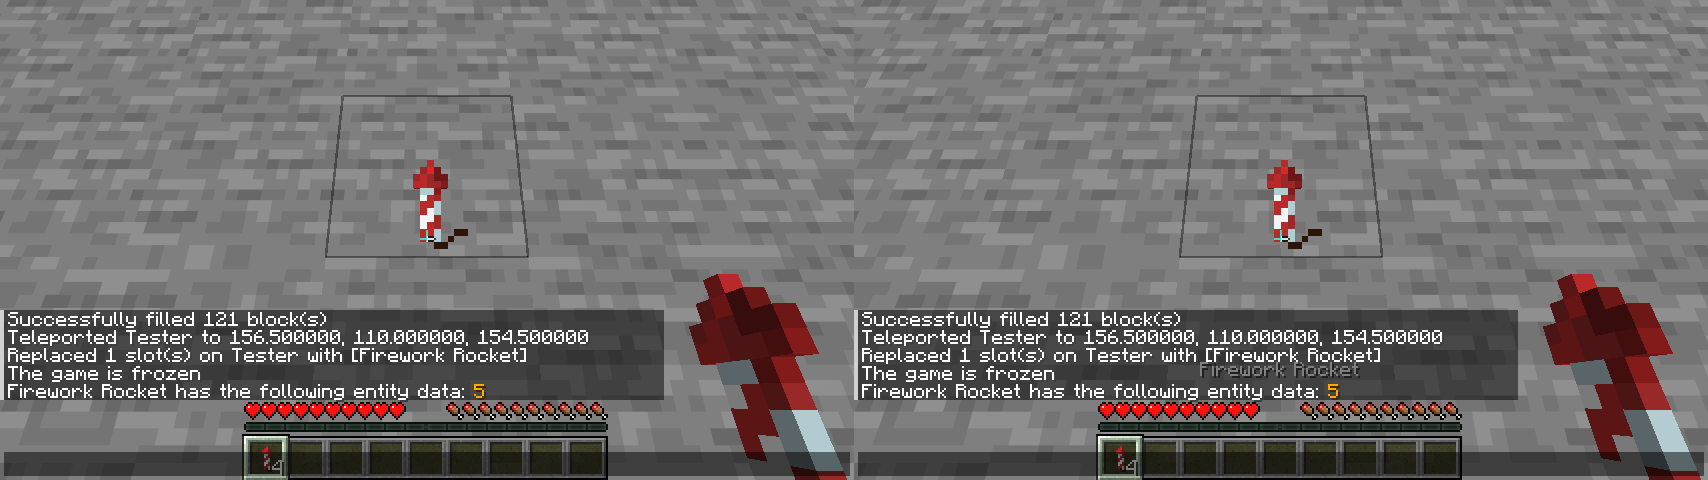 Successfully filled 121 block(s)
Teleported Tester to 156.500000, 110.000000, 154.500000
Replaced 1 slot(s) on Tester with [Firework Rocket]
The game is frozen
Firework Rocket has the following entity data: 5
4
Successfully filled 121 block(s)
Teleported Tester to 156.500000, 110.000000, 154.500000
Replaced 1 slot(s) on Tester with [Firework Rocket]
The game is frozen
Firework Rocket
Firework Rocket has the following entity data: 5
4